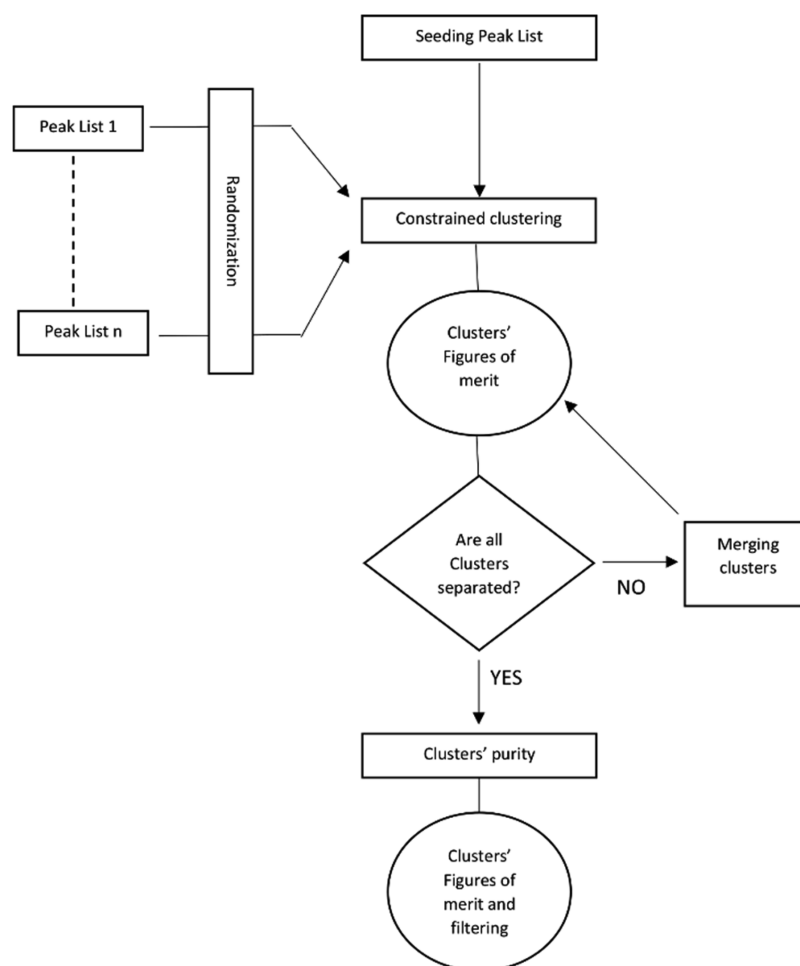 Seeding Peak List
Peak List 1
Randomization
Constrained clustering
Peak List n
Clusters’
Figures of
merit
Are all
Clusters
separated?
NO
Merging
clusters
YES
Clusters’ purity
Clusters’
Figures of
merit and
filtering